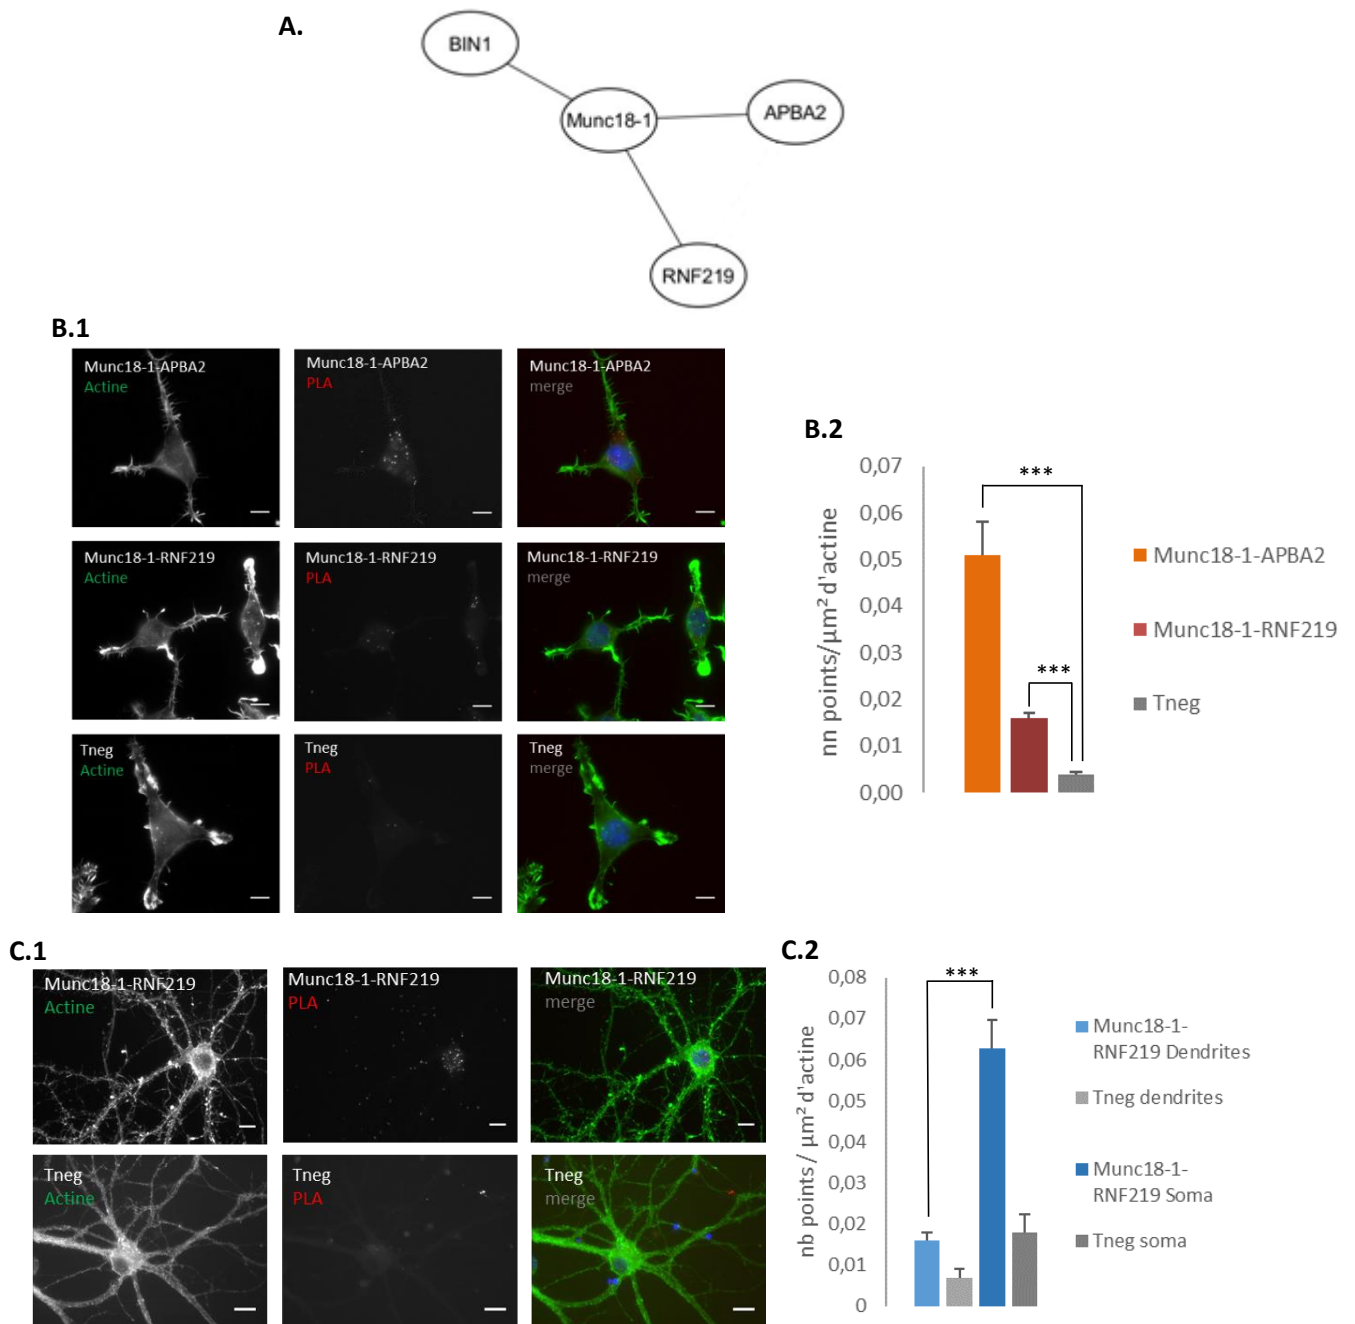 A.
BIN1
Munc18-1
APBA2
RNF219
B.1
Munc18-1-APBA2
Actine
Munc18-1-APBA2
PLA
Munc18-1-APBA2
merge
Munc18-1-RNF219
Actine
Munc18-1-RNF219
PLA
Munc18-1-RNF219
merge
Tneg
Actine
Tneg
PLA
Tneg
merge
B.2
nn points/µm² d'actine
0,07
0,06
0,05
0,04
0,03
0,02
0,01
0,00
***
***
Munc18-1-APBA2
Munc18-1-RNF219
Tneg
C.1
Munc18-1-RNF219
Actine
Munc18-1-RNF219
PLA
Munc18-1-RNF219
merge
Tneg
Actine
Tneg
PLA
Tneg
merge
C.2
nb points / µm² d'actine
0,08
0,07
0,06
0,05
0,04
0,03
0,02
0,01
0
***
Munc18-1-
RNF219 Dendrites
Tneg dendrites
Munc18-1-
RNF219 Soma
Tneg soma